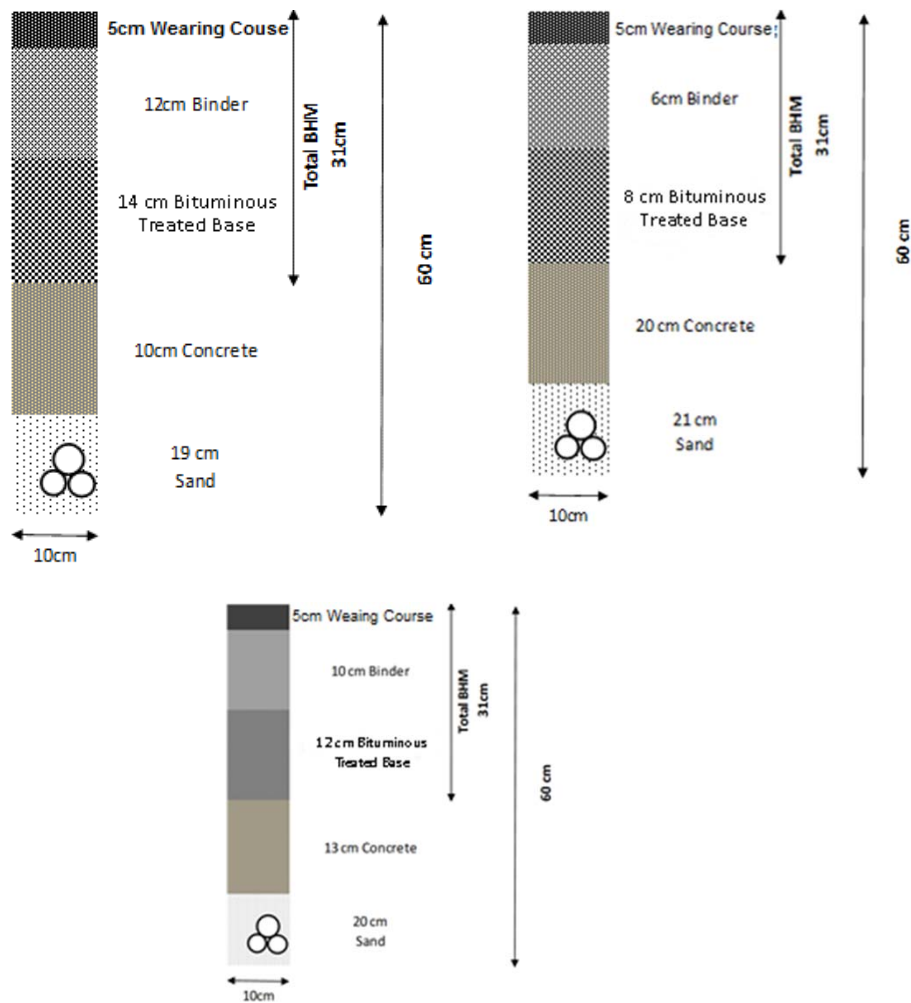 5cm Wearing Couse
12cm Binder
14 cm Bituminous
Treated Base
10cm Concrete
19 cm
Sand
10cm
Total BHM
31cm
60 cm
5cm Wearing Course;
6cm Binder
8 cm Bituminous
Treated Base
20 cm Concrete
21 cm
Sand
10cm
Total BHM
31cm
60 cm
5cm Weaing Course
10 cm Binder
12cm Bituminous
Treated Base
13 cm Concrete
20 cm
Sand
10cm
Total BHM
31cm
60 cm